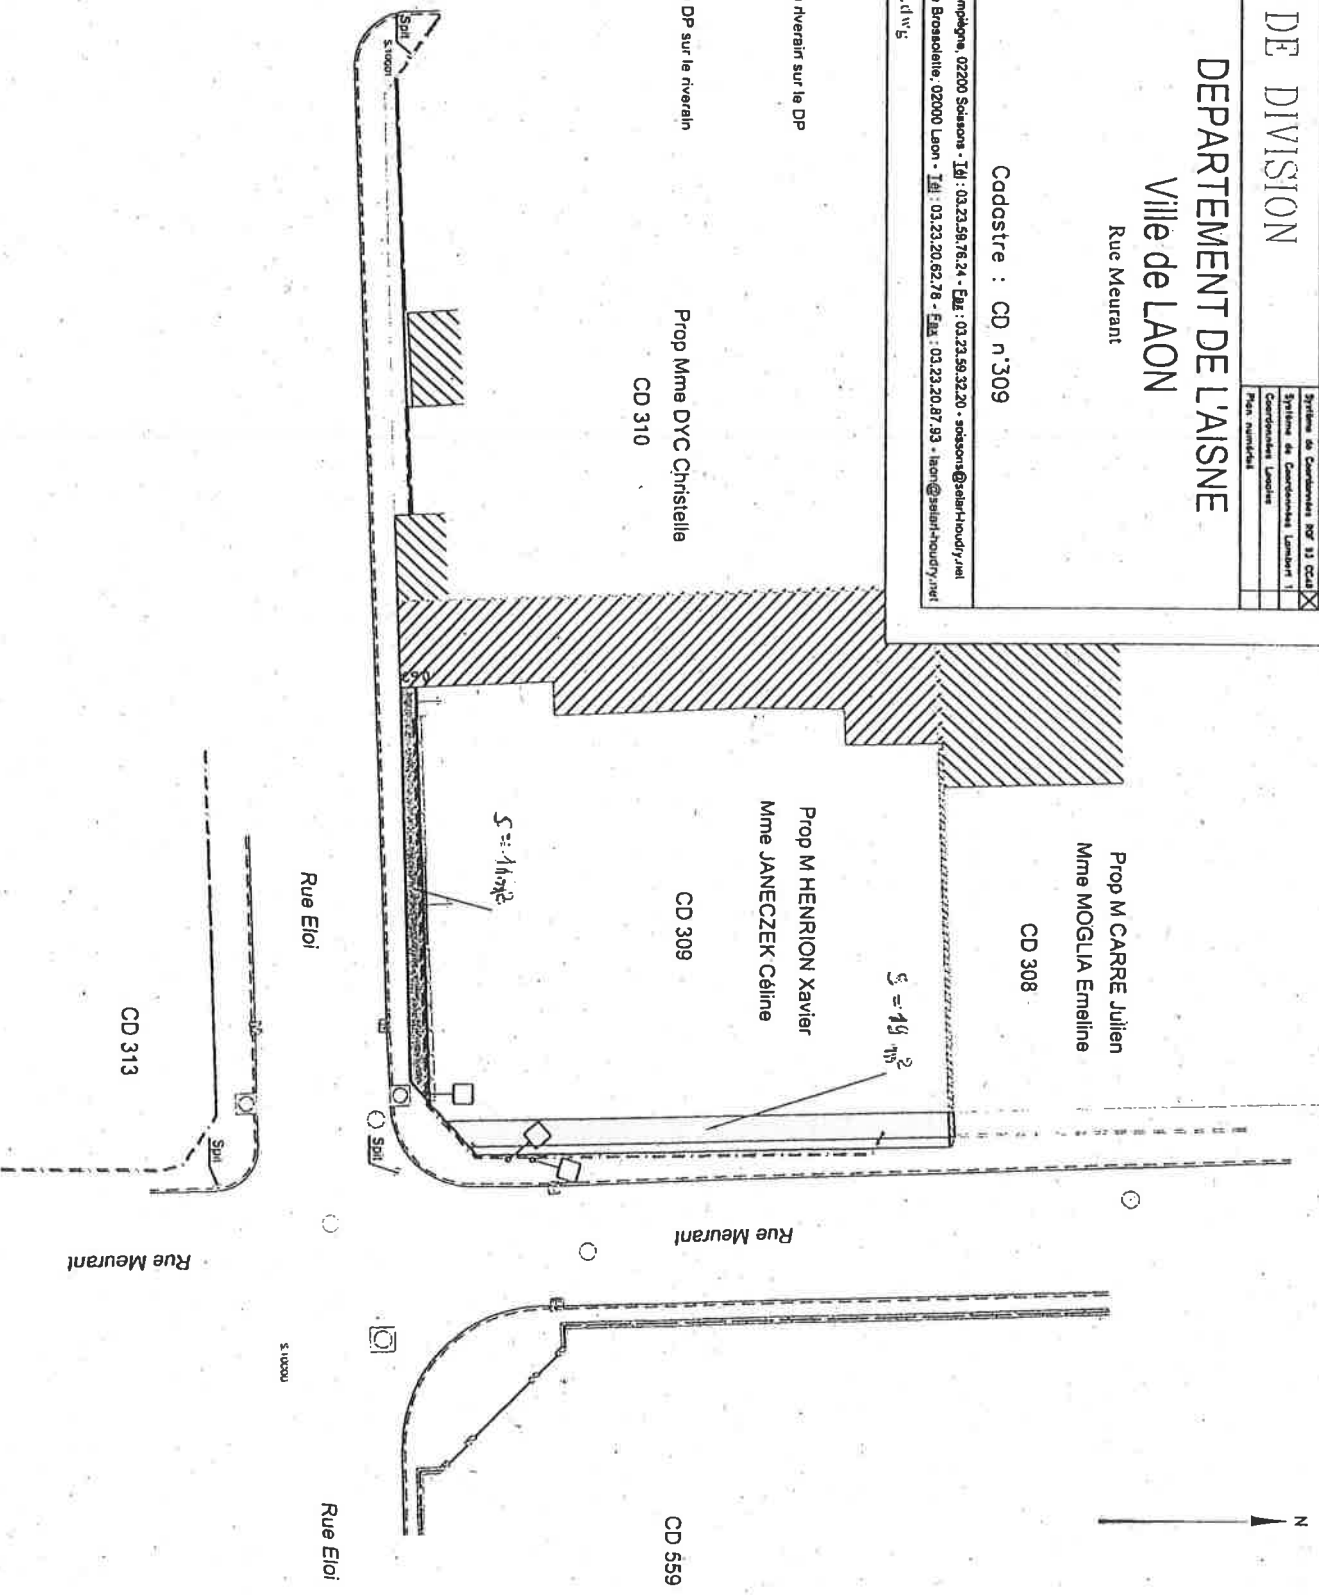 DE DIVISION
DEPARTEMENT DE L'AISNE
Ville de LAON
Rue Meurant
Système de Coordonnées RGF 93 CC49
Système de Coordonnées Lambert 1
Coordonnées Locales
Plan numérisé
Cadastre : CD n°309
mpiègne, 02200 Soissons - Tél : 03.23.59.76.24 - Fax : 03.23.59.32.20 - soissons@selarl-houdry.net
Brossolette, 02000 Laon - Tél : 03.23.20.62.78 - Fax : 03.23.20.87.93 - laon@selarl-houdry.net
.dwg
riverain sur le DP
DP sur le riverain
Prop Mme DYC Christelle
CD 310
Prop M CARRE Julien
Mme MOGLIA Emeline
CD 308
Prop M HENRION Xavier
Mme JANECZEK Céline
CD 309
S = 19 m²
0.62
Spit
S.10001
Rue Eloi
CD 313
Spit
Spit
Rue Meurant
Rue Meurant
S.10000
Rue Eloi
CD 559
N